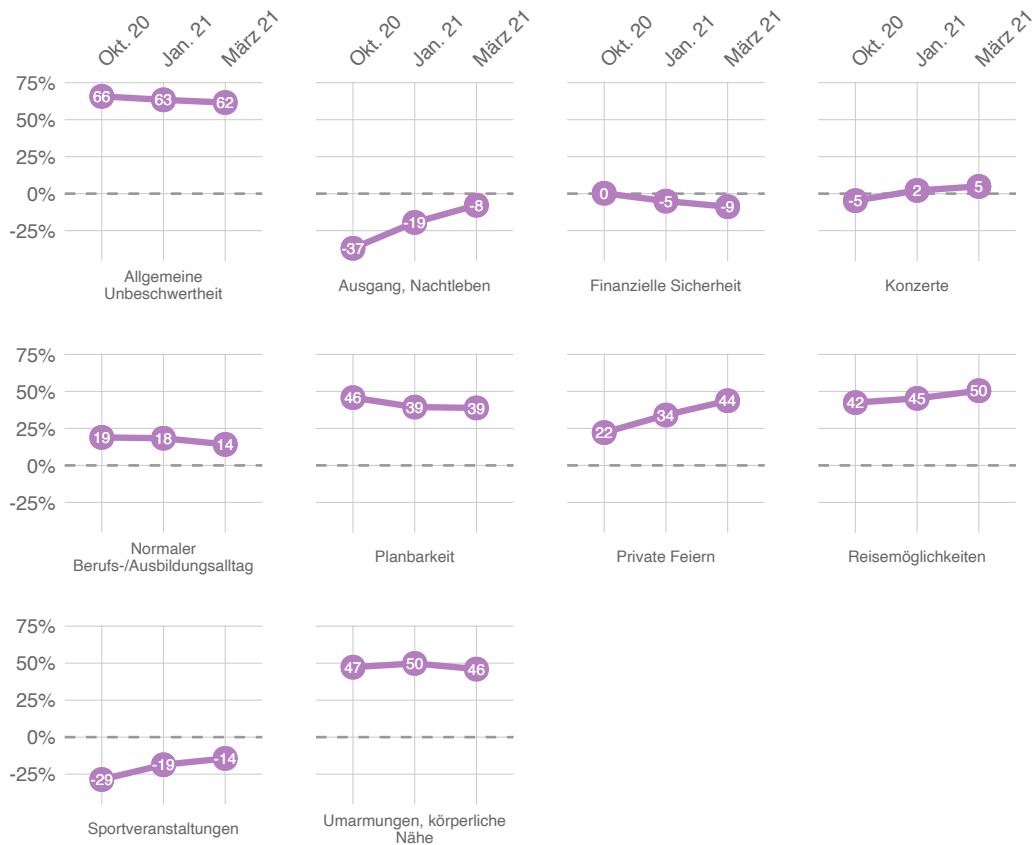 Okt. 20 Jan. 21 März 21 Okt. 20 Jan. 21 März 21 Okt. 20 Jan. 21 März 21 Okt. 20 Jan. 21 März 21
75%
50%
25%
0%
-25%
66 63 62
-37 -19 -8
0 -5 -9
-5 2 5
Allgemeine
Unbeschwertheit
Ausgang, Nachtleben
Finanzielle Sicherheit
Konzerte
75%
50%
25%
0%
-25%
19 18 14
46 39 39
22 34 44
42 45 50
Normaler
Berufs-/Ausbildungsalltag
Planbarkeit
Private Feiern
Reisemöglichkeiten
75%
50%
25%
0%
-25%
-29 -19 -14
47 50 46
Sportveranstaltungen
Umarmungen, körperliche
Nähe